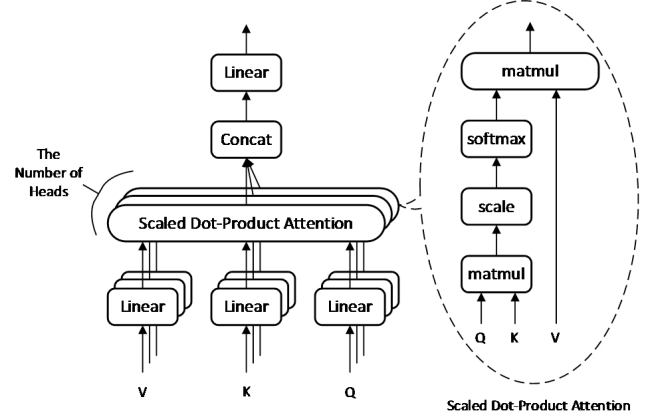 Linear
Concat
The
Number of
Heads
Scaled Dot-Product Attention
Linear
Linear
Linear
V
K
Q
matmul
softmax
scale
matmul
Q
K
V
Scaled Dot-Product Attention